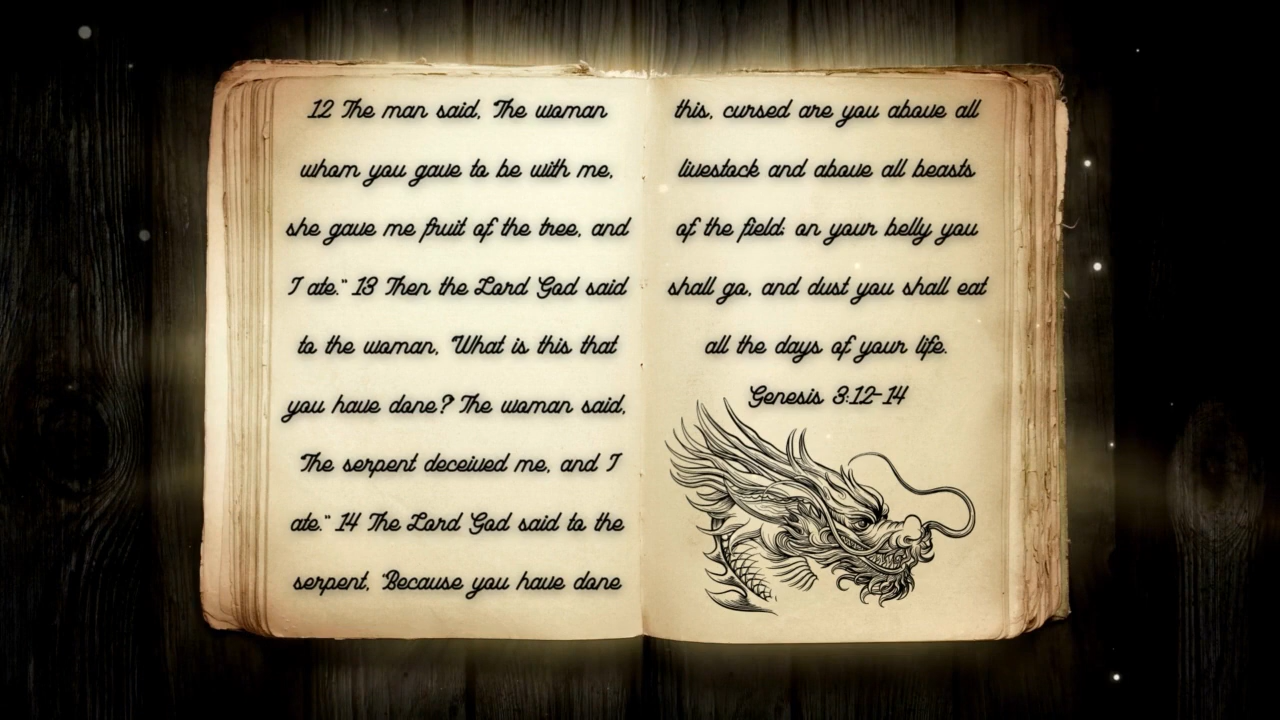 12 The man said, The woman
whom you gave to be with me,
she gave me fruit of the tree, and
I ate." 13 Then the Lord God said
to the woman, "What is this that
you have done?" The woman said,
"The serpent deceived me, and I
ate." 14 The Lord God said to the
serpent, "Because you have done
this, cursed are you above all
livestock and above all beasts
of the field; on your belly you
shall go, and dust you shall eat
all the days of your life.
Genesis 3:12-14